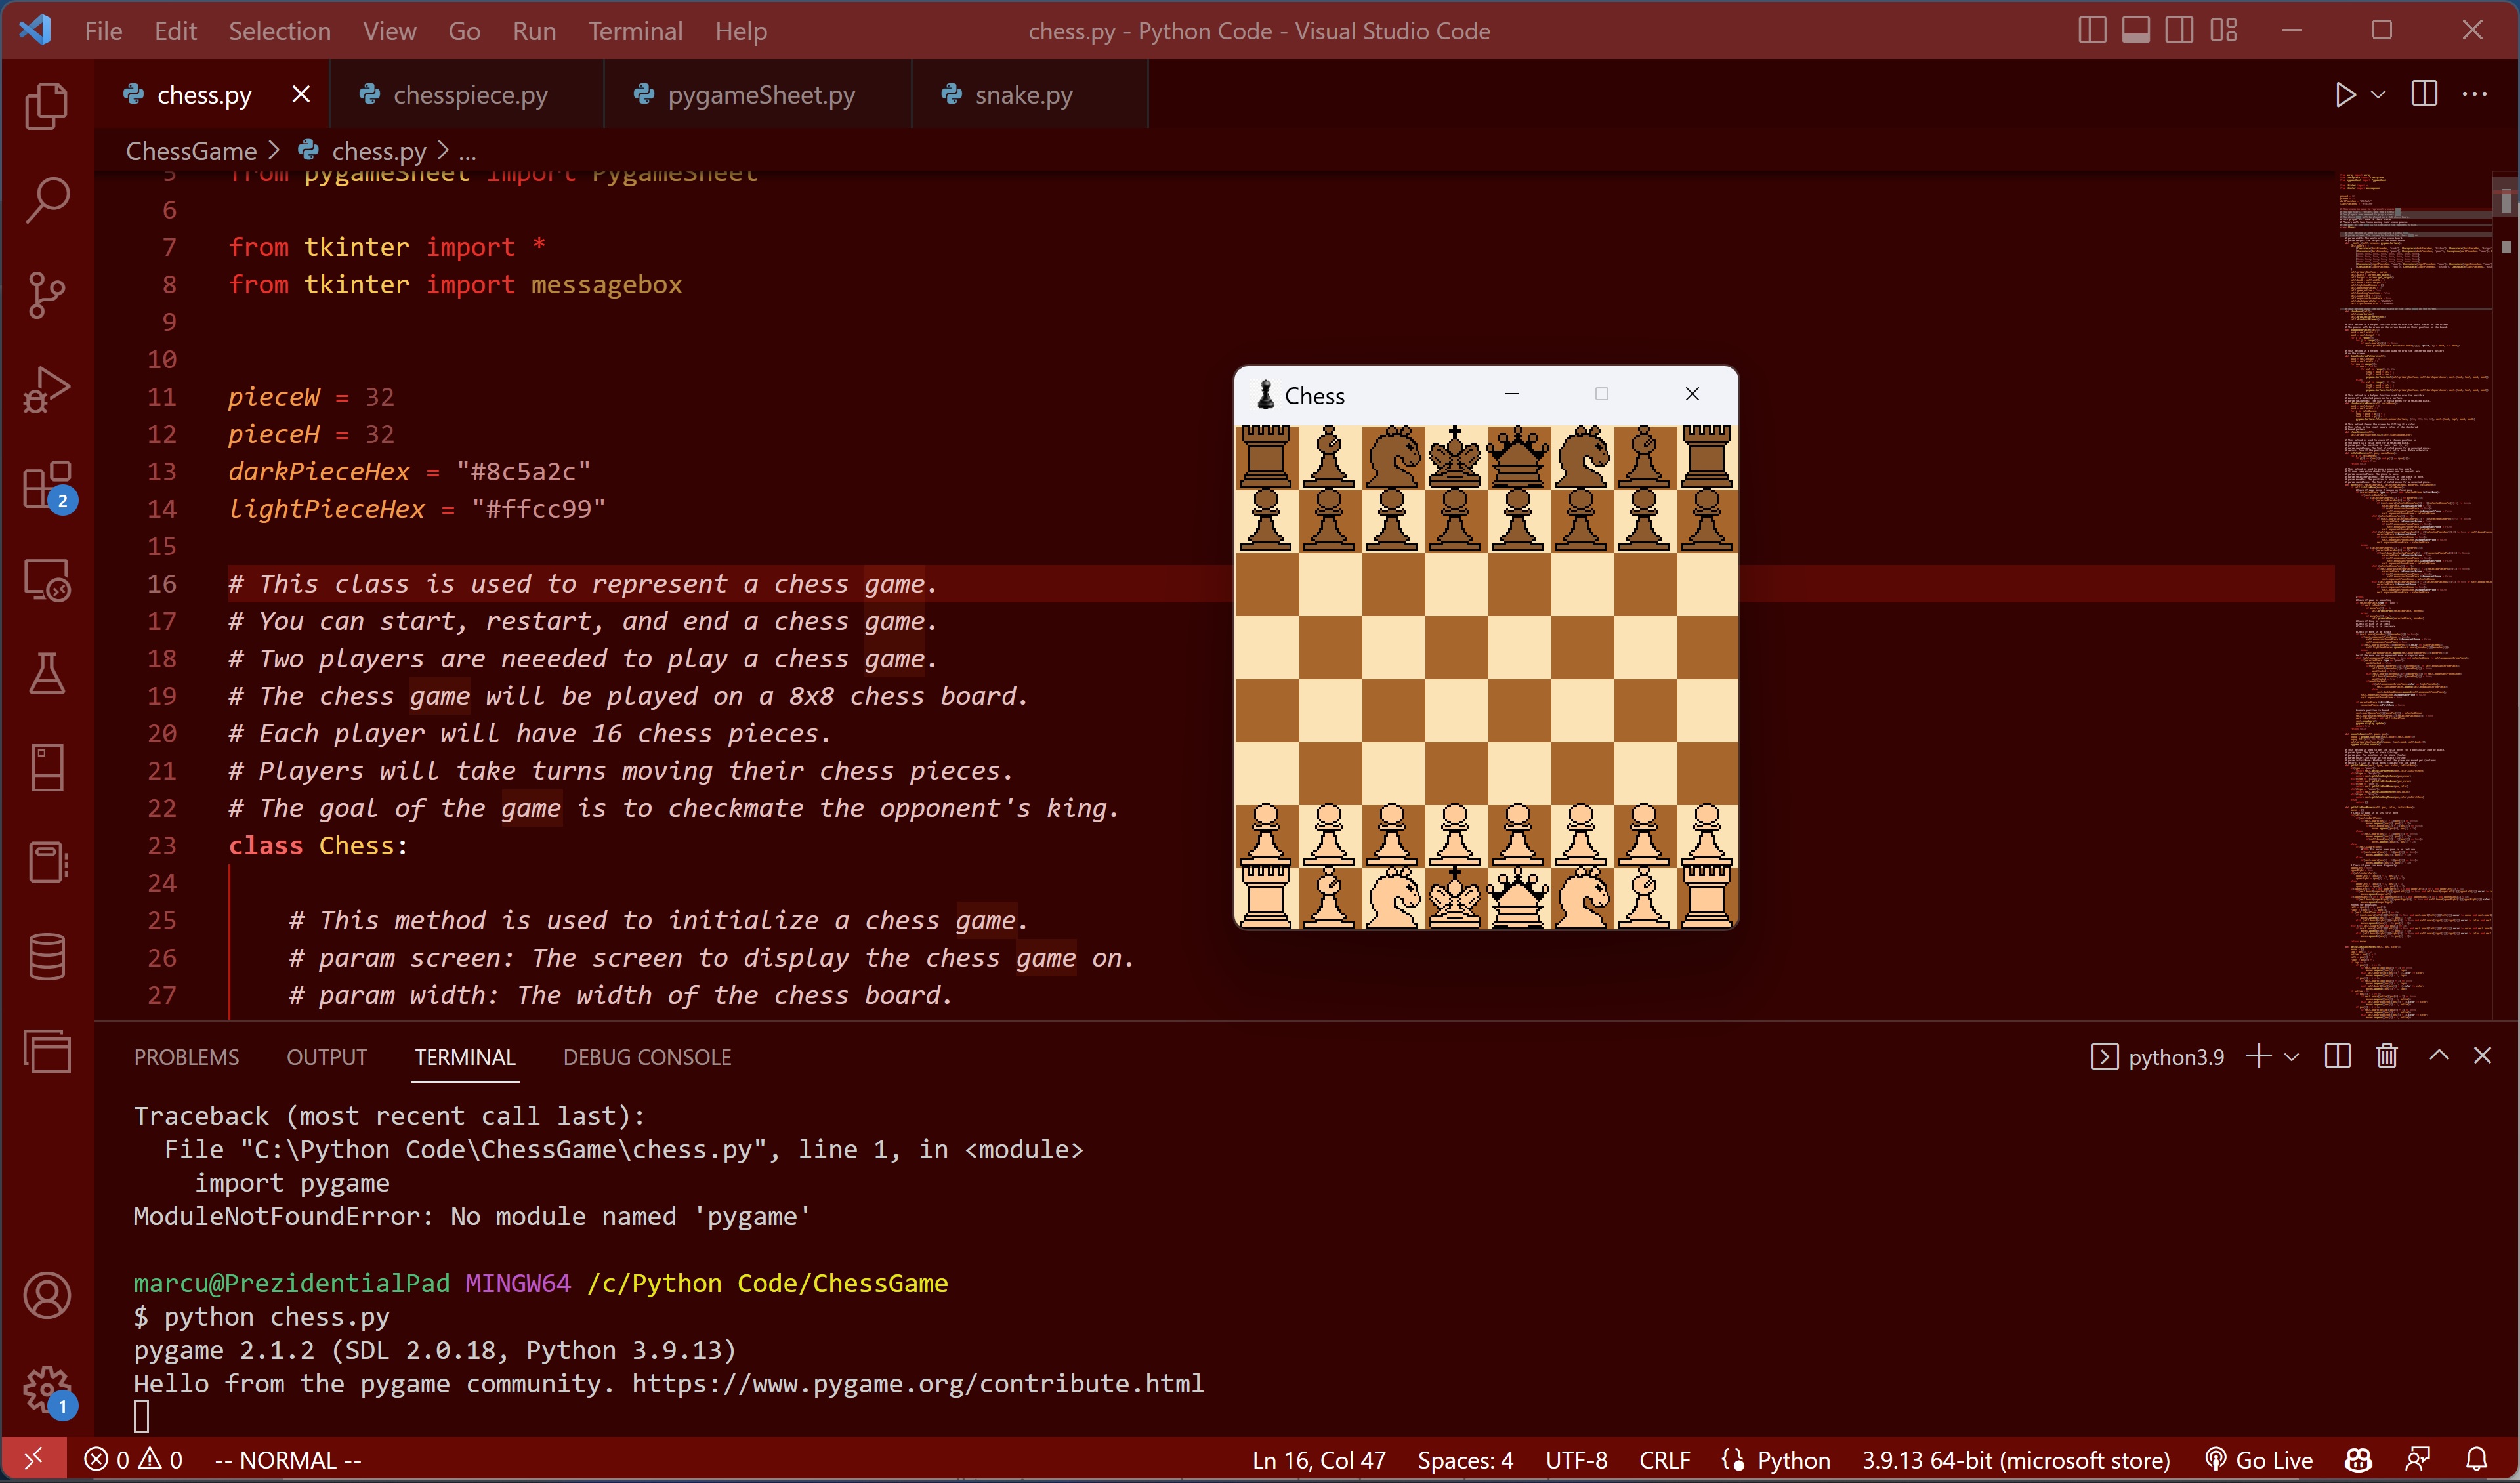 File Edit Selection View Go Run Terminal Help
chess.py - Python Code - Visual Studio Code
chess.py chesspiece.py pygameSheet.py snake.py
ChessGame > chess.py > ...
5 from pygameSheet import PygameSheet
6
7 from tkinter import *
8 from tkinter import messagebox
9
10
11 pieceW = 32
12 pieceH = 32
13 darkPieceHex = "#8c5a2c"
14 lightPieceHex = "#ffcc99"
15
16 # This class is used to represent a chess game.
17 # You can start, restart, and end a chess game.
18 # Two players are neeeded to play a chess game.
19 # The chess game will be played on a 8x8 chess board.
20 # Each player will have 16 chess pieces.
21 # Players will take turns moving their chess pieces.
22 # The goal of the game is to checkmate the opponent's king.
23 class Chess:
24
25 # This method is used to initialize a chess game.
26 # param screen: The screen to display the chess game on.
27 # param width: The width of the chess board.
Chess
2
PROBLEMS OUTPUT TERMINAL DEBUG CONSOLE
python3.9
Traceback (most recent call last):
File "C:\Python Code\ChessGame\chess.py", line 1, in <module>
import pygame
ModuleNotFoundError: No module named 'pygame'
marcu@PrezidentialPad MINGW64 /c/Python Code/ChessGame
$ python chess.py
pygame 2.1.2 (SDL 2.0.18, Python 3.9.13)
Hello from the pygame community. https://www.pygame.org/contribute.html
1
0 0 -- NORMAL --
Ln 16, Col 47 Spaces: 4 UTF-8 CRLF Python 3.9.13 64-bit (microsoft store) Go Live